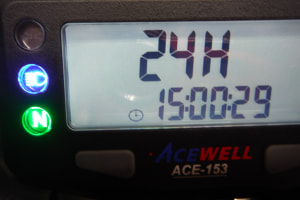 24H
N
15:00:29
ACEWELL
ACE-153